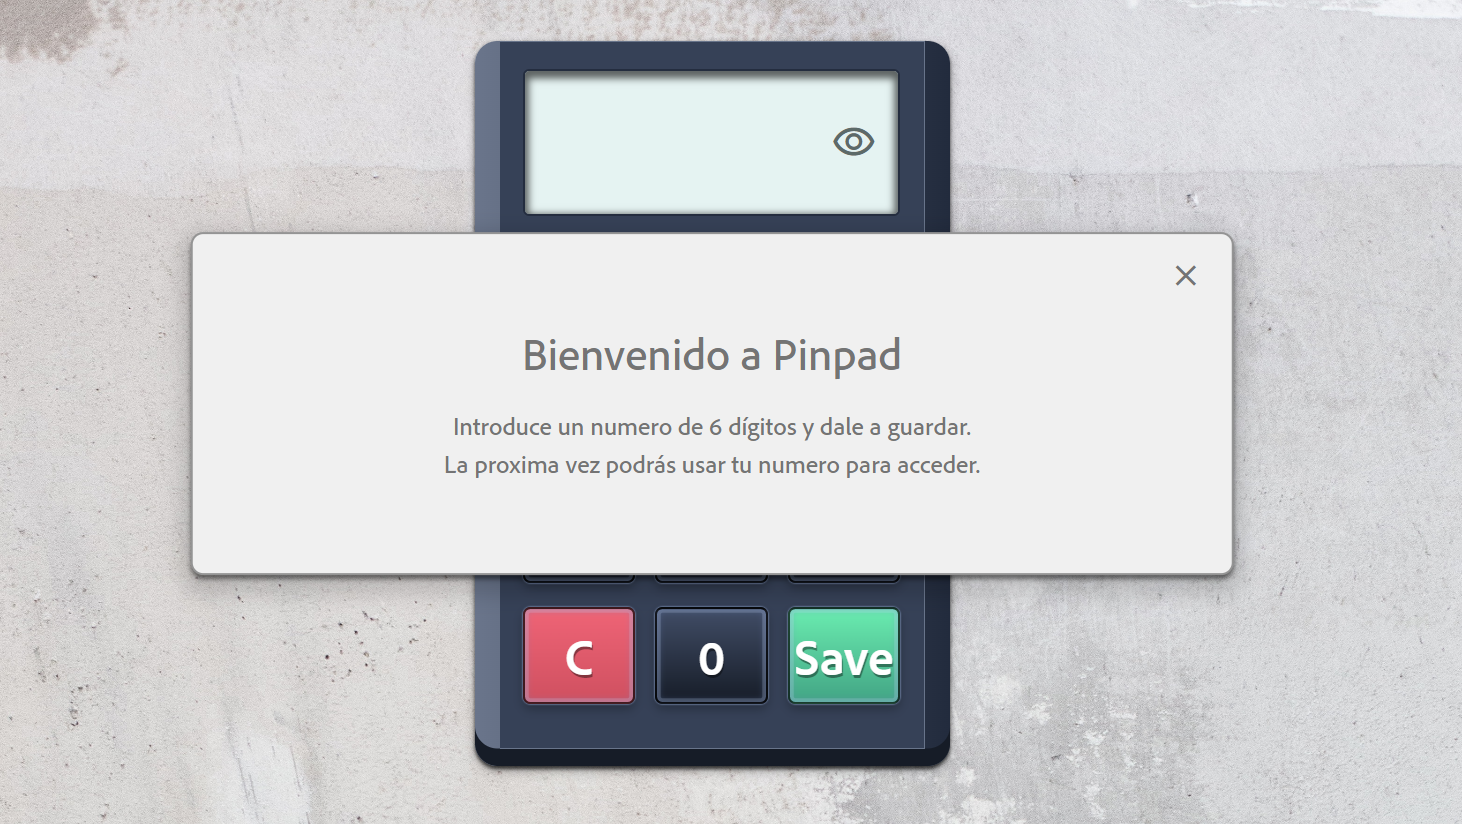 Bienvenido a Pinpad
Introduce un numero de 6 dígitos y dale a guardar.
La proxima vez podrás usar tu numero para acceder.
C
0
Save